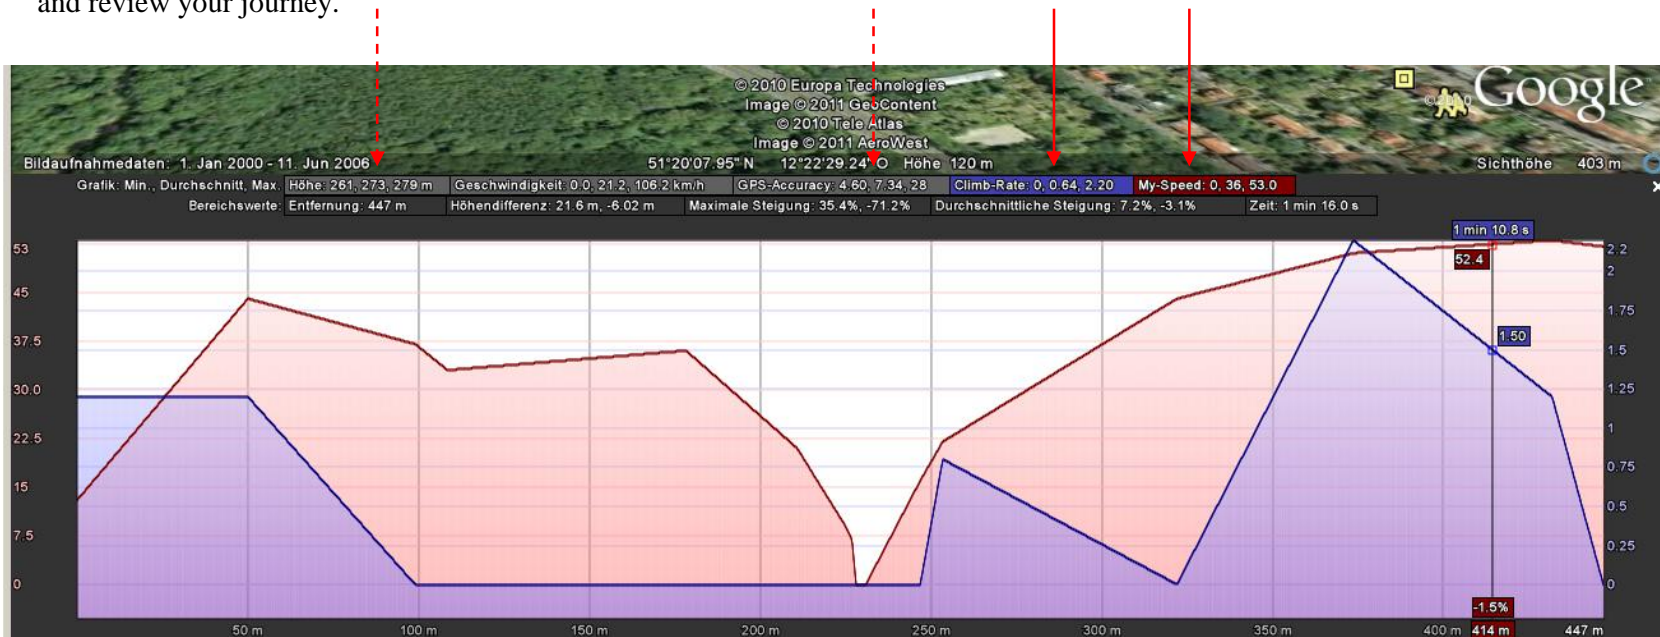 and review your journey.
© 2010 Europa Technologies
Image © 2011 GeoContent
© 2010 Tele Atlas
Image © 2011 AeroWest
Google
Bildaufnahmedaten: 1. Jan 2000 - 11. Jun 2006 51°20'07.95" N 12°22'29.24" O Höhe 120 m Sichthöhe 403 m
Grafik: Min., Durchschnitt, Max. Höhe: 261, 273, 279 m Geschwindigkeit: 0.0, 21.2, 106.2 km/h GPS-Accuracy: 4.60, 7.34, 28 Climb-Rate: 0, 0.64, 2.20 My-Speed: 0, 36, 53.0
Bereichswerte: Entfernung: 447 m Höhendifferenz: 21.6 m, -6.02 m Maximale Steigung: 35.4%, -71.2% Durchschnittliche Steigung: 7.2%, -3.1% Zeit: 1 min 16.0 s
1 min 10.8 s
53 52.4 2.2
2
45 1.75
37.5 1.50 1.5
30.0 1.25
22.5 1
15 0.75
0.5
7.5 0.25
0 0
-1.5%
50 m 100 m 150 m 200 m 250 m 300 m 350 m 400 m 414 m 447 m